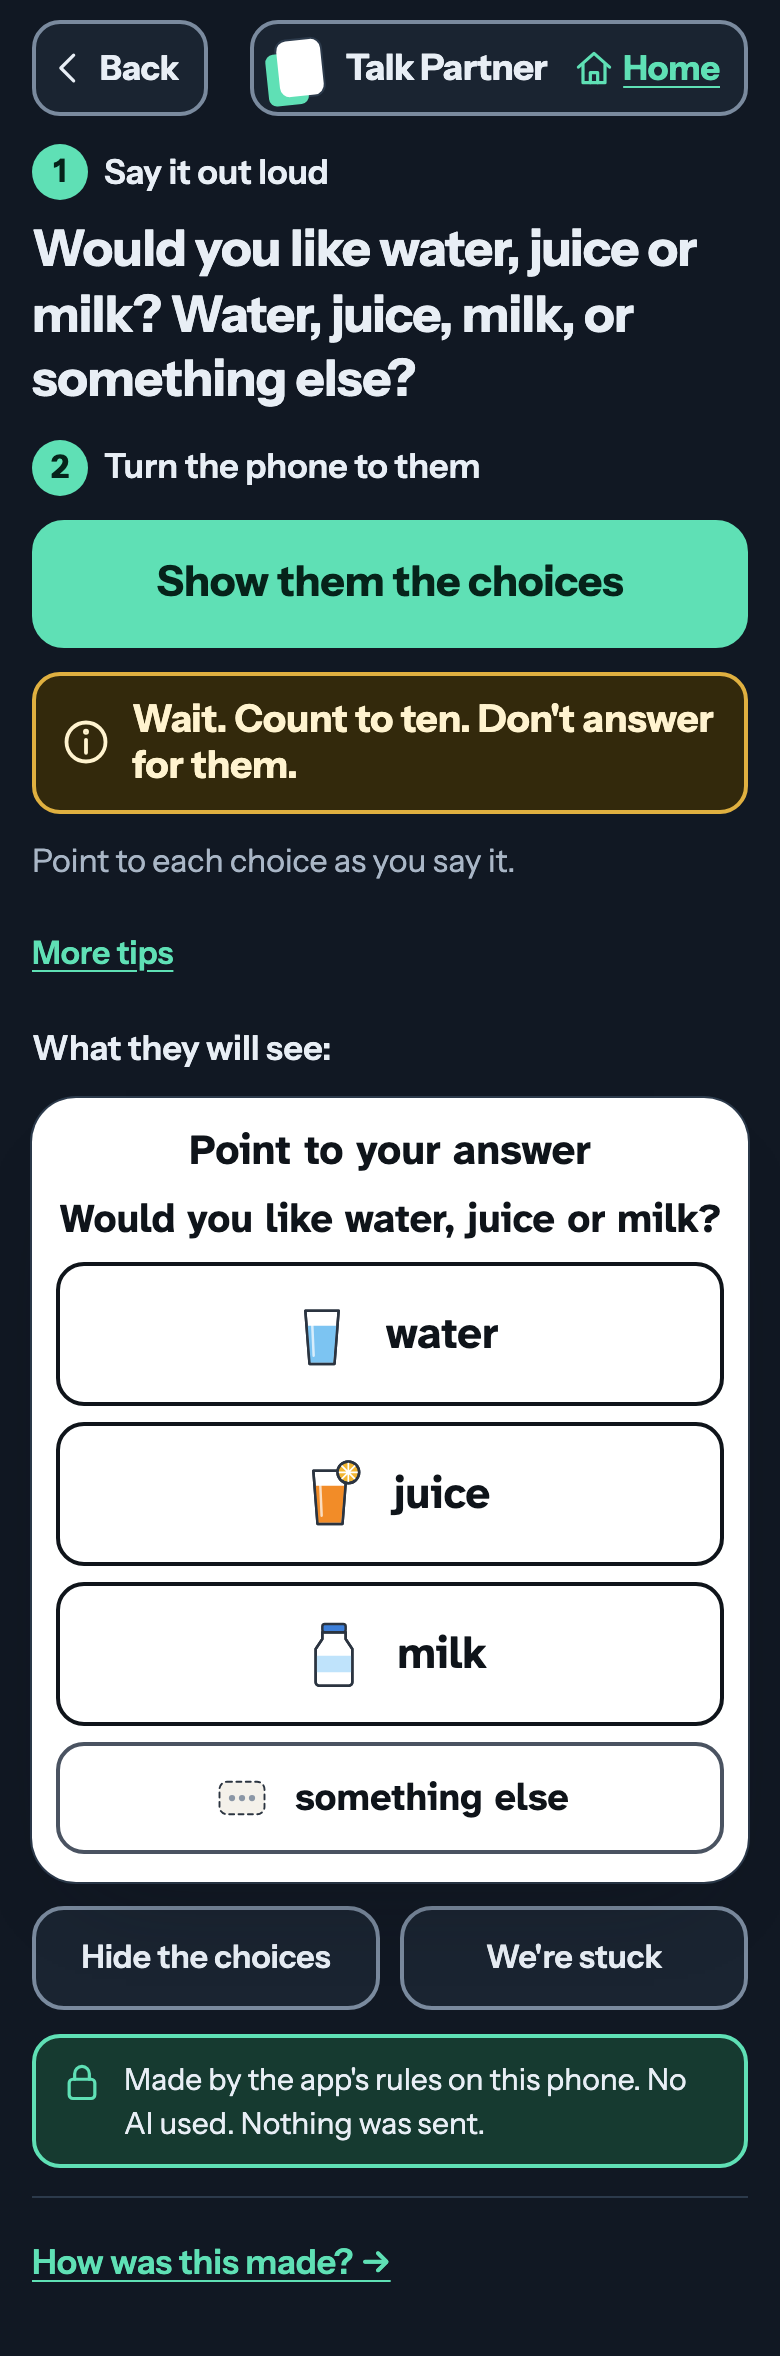 Back
Talk Partner
Home
1 Say it out loud
Would you like water, juice or
milk? Water, juice, milk, or
something else?
2 Turn the phone to them
Show them the choices
Wait. Count to ten. Don't answer
for them.
Point to each choice as you say it.
More tips
What they will see:
Point to your answer
Would you like water, juice or milk?
water
juice
milk
something else
Hide the choices
We're stuck
Made by the app's rules on this phone. No
AI used. Nothing was sent.
How was this made? →